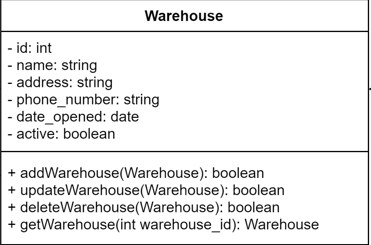 Warehouse
- id: int
- name: string
- address: string
- phone_number: string
- date_opened: date
- active: boolean
+ addWarehouse(Warehouse): boolean
+ updateWarehouse(Warehouse): boolean
+ deleteWarehouse(Warehouse): boolean
+ getWarehouse(int warehouse_id): Warehouse